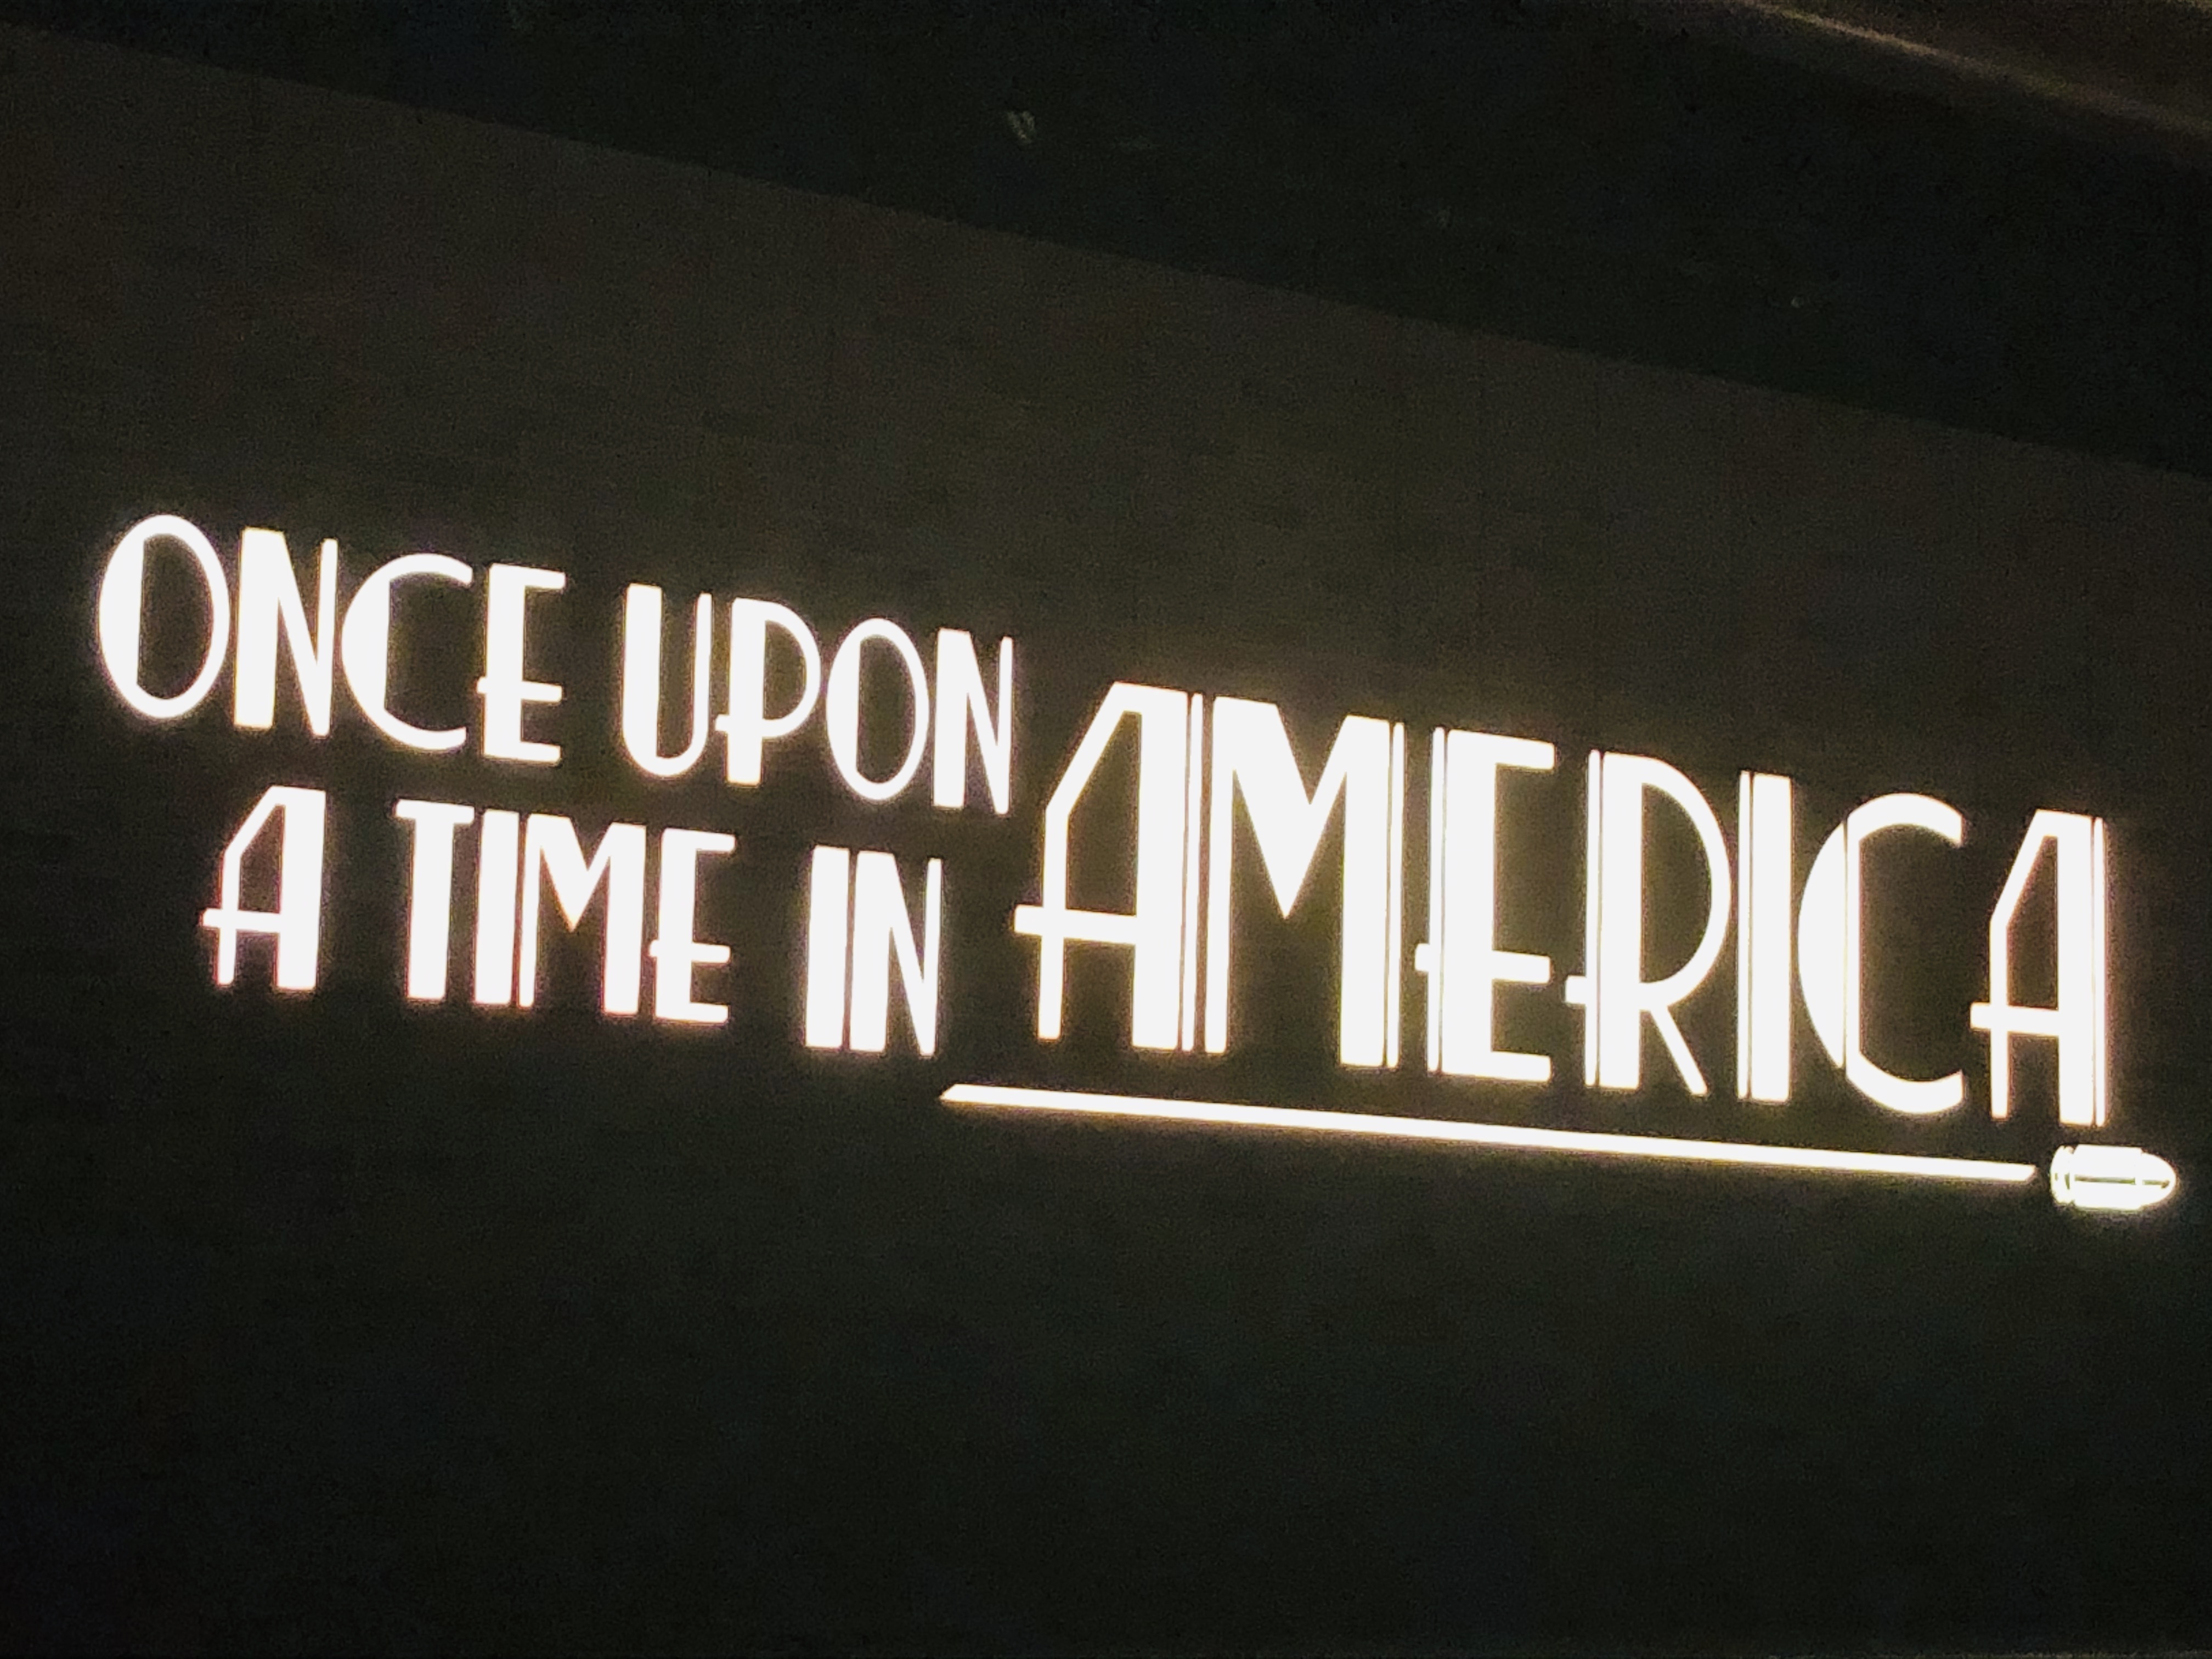 ONCE UPON
A TIME IN AMERICA